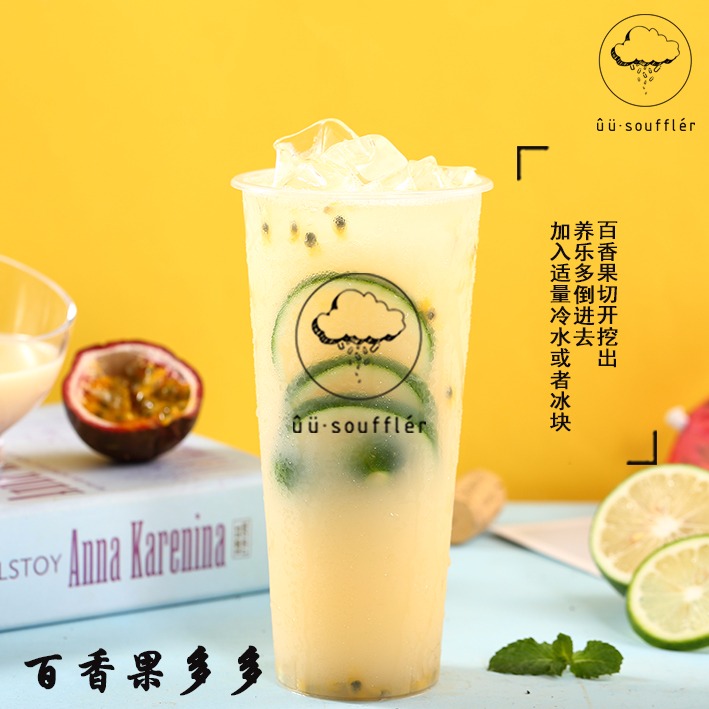 ûü·soufflér
百香果切开挖出
养乐多倒进去
加入适量冷水或者冰块
ûü·soufflér
LSTOY Anna Karenina
百香果多多